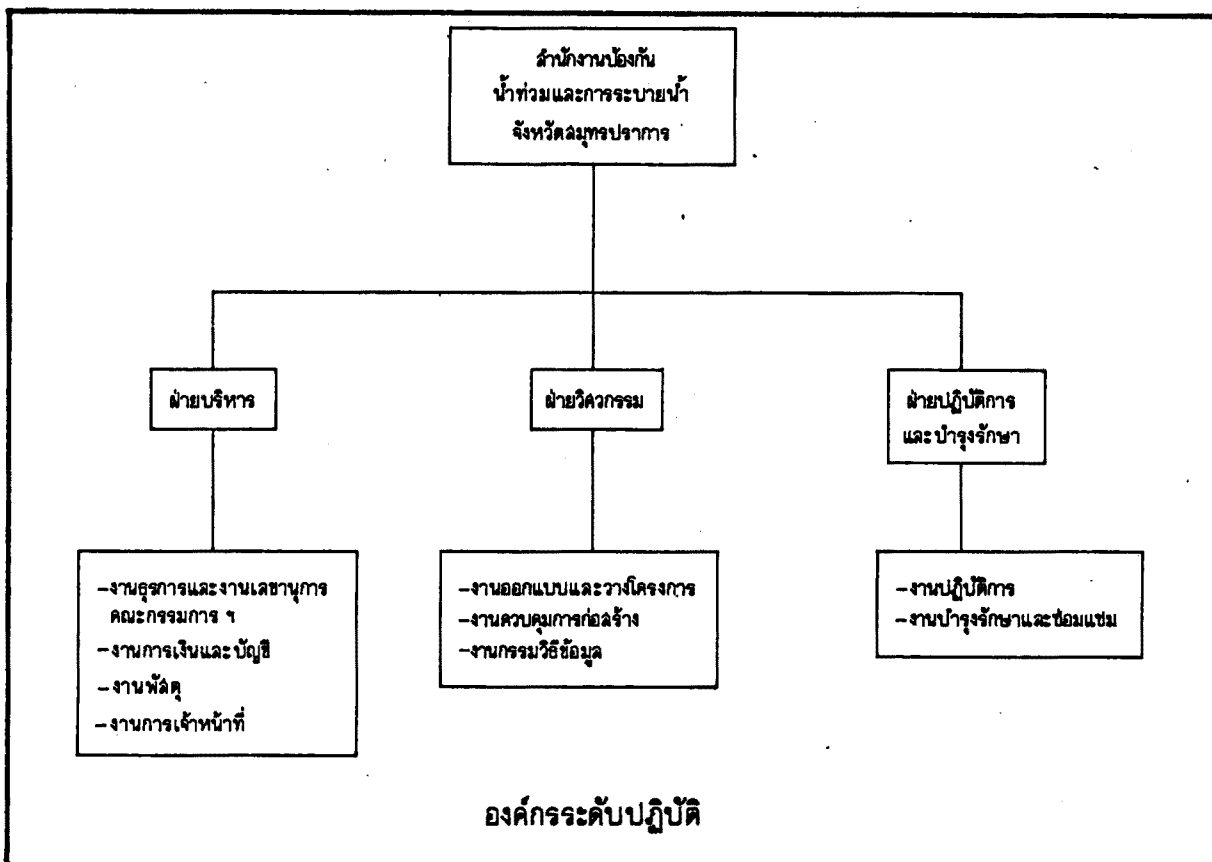 สำนักงานป้องกัน
น้ำท่วมและการระบายน้ำ
จังหวัดสมุทรปราการ
ฝ่ายบริหาร
ฝ่ายวิศวกรรม
ฝ่ายปฏิบัติการ
และบำรุงรักษา
-งานธุรการและงานเลขานุการ
คณะกรรมการ ฯ
-งานการเงินและบัญชี
-งานพัสดุ
-งานการเจ้าหน้าที่
-งานออกแบบและวางโครงการ
-งานควบคุมการก่อสร้าง
-งานกรรมวิธีข้อมูล
-งานปฏิบัติการ
-งานบำรุงรักษาและซ่อมแซม
องค์กรระดับปฏิบัติ